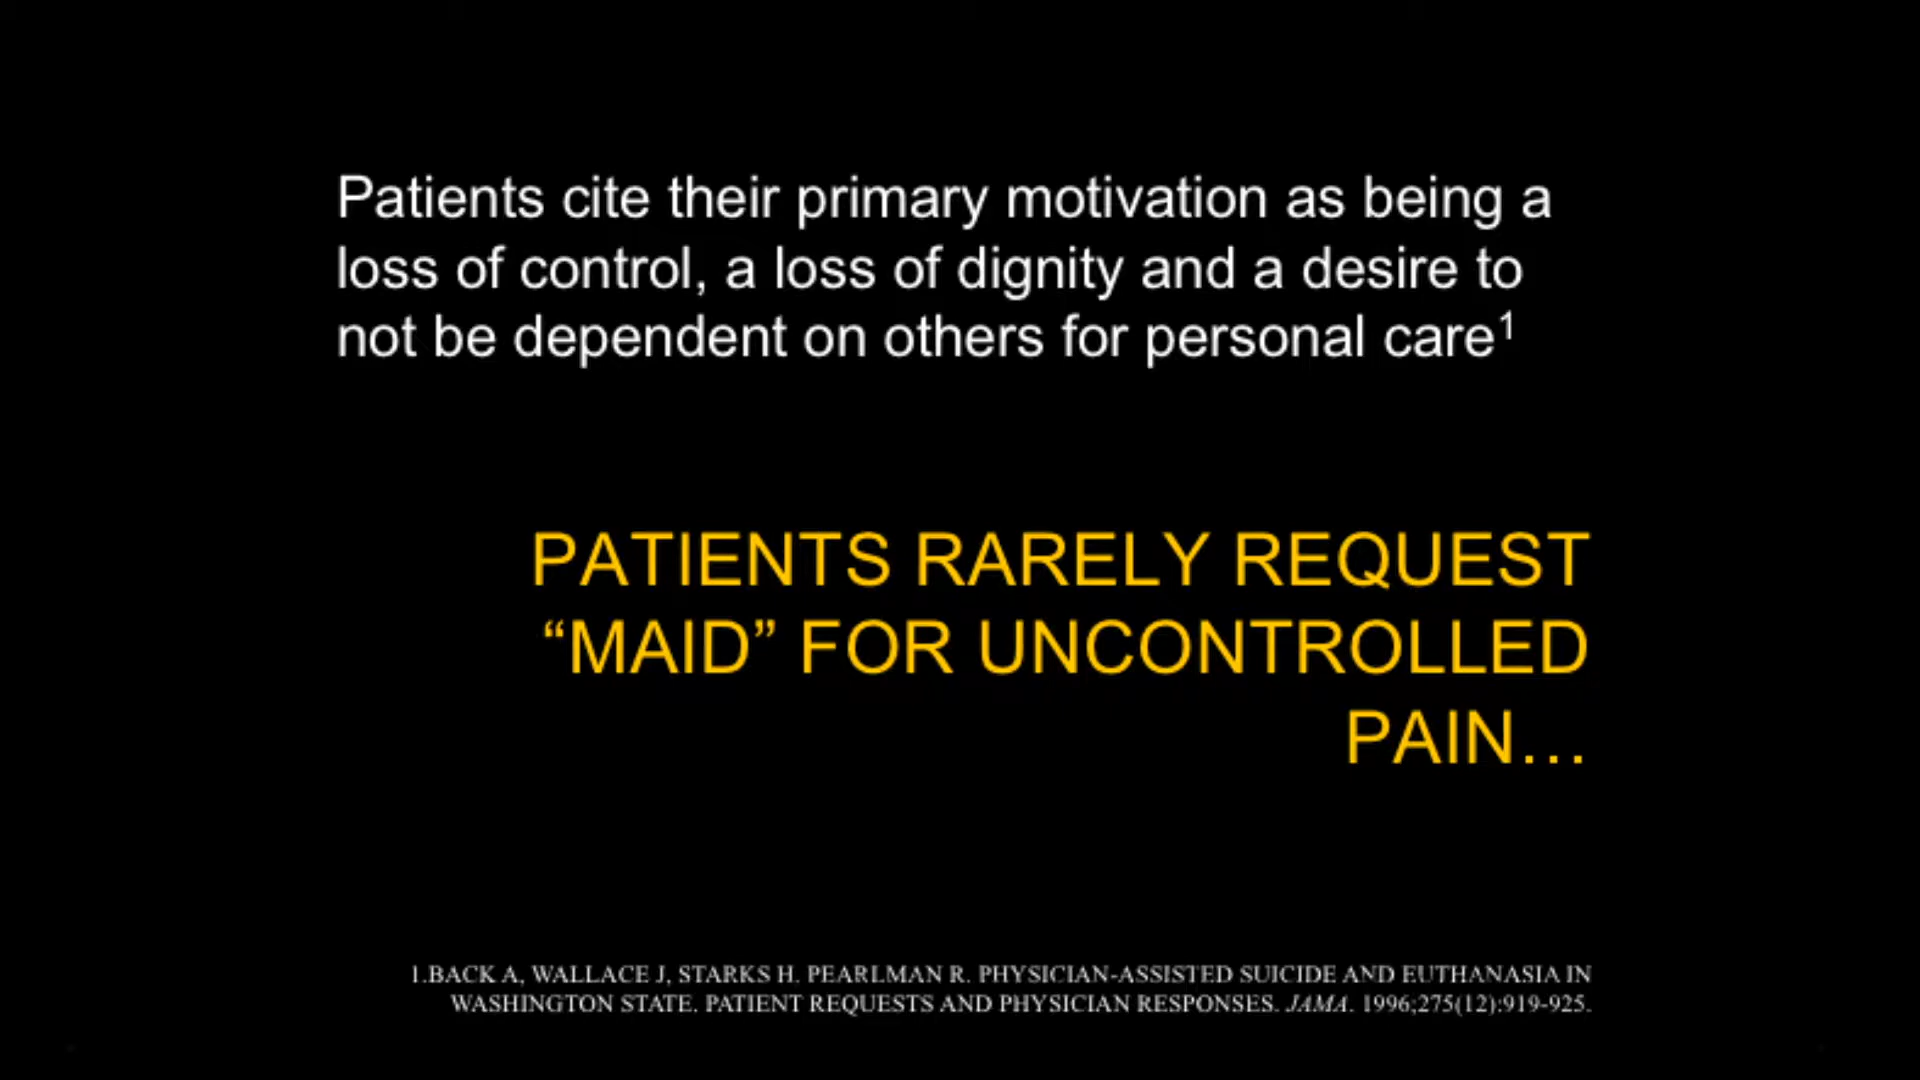 Patients cite their primary motivation as being a
loss of control, a loss of dignity and a desire to
not be dependent on others for personal care¹
PATIENTS RARELY REQUEST
“MAID” FOR UNCONTROLLED
PAIN…
1.BACK A, WALLACE J, STARKS H. PEARLMAN R. PHYSICIAN-ASSISTED SUICIDE AND EUTHANASIA IN
WASHINGTON STATE. PATIENT REQUESTS AND PHYSICIAN RESPONSES. JAMA. 1996;275(12):919-925.